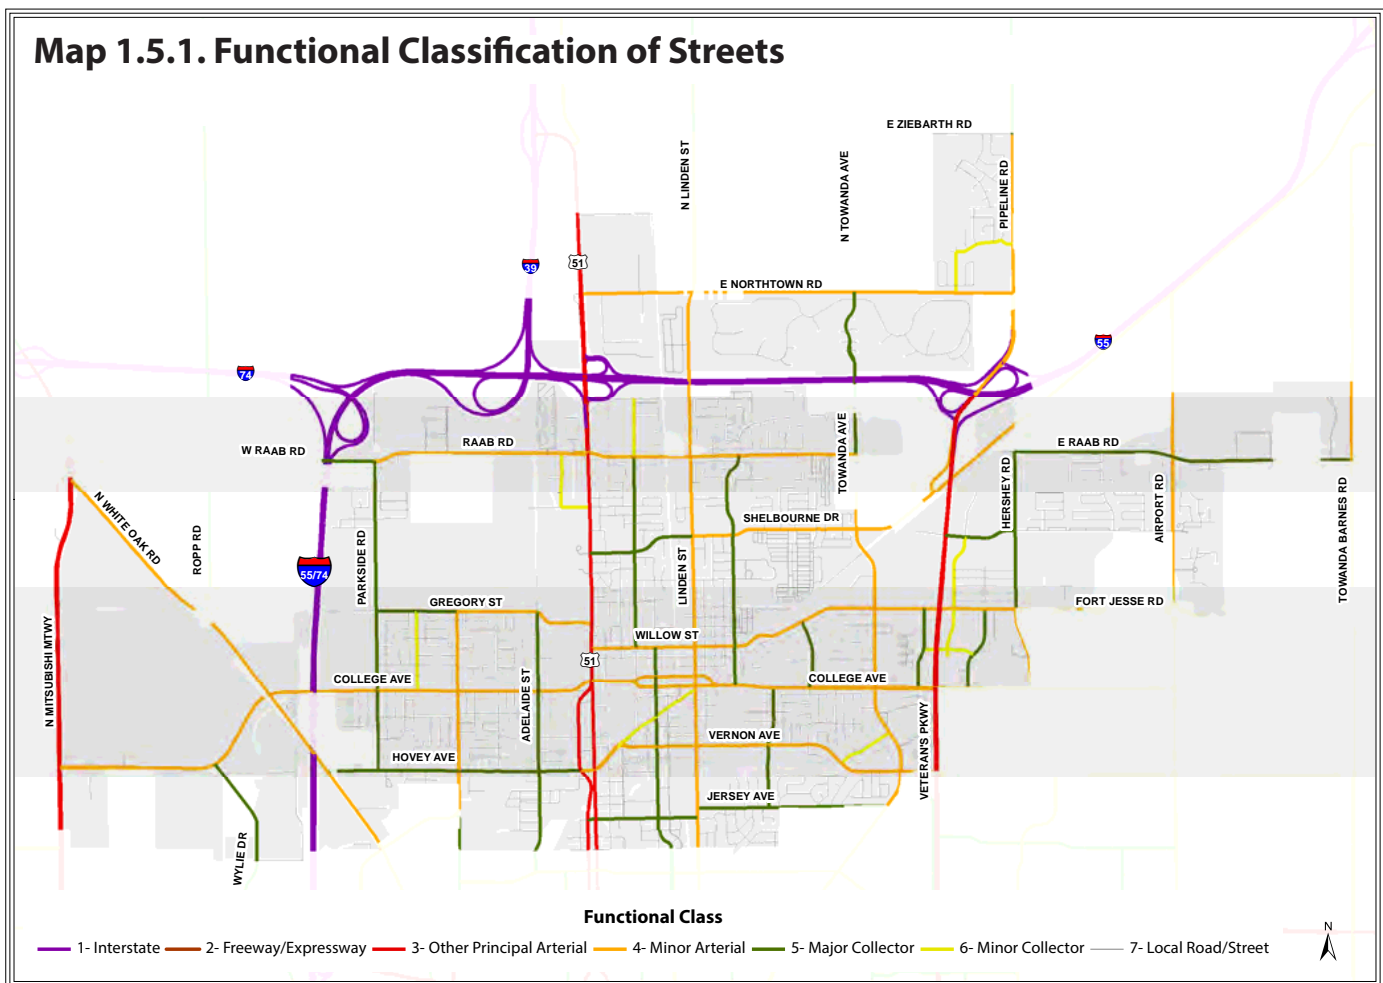 Map 1.5.1. Functional Classification of Streets
E ZIEBARTH RD
N LINDEN ST
N TOWANDA AVE
PIPELINE RD
51
39
E NORTHTOWN RD
55
74
W RAAB RD
RAAB RD
TOWANDA AVE
E RAAB RD
N WHITE OAK RD
ROPP RD
PARKSIDE RD
SHELBOURNE DR
HERSHEY RD
AIRPORT RD
TOWANDA BARNES RD
55/74
LINDEN ST
GREGORY ST
FORT JESSE RD
WILLOW ST
N MITSUBISHI MTWY
51
COLLEGE AVE
COLLEGE AVE
ADELAIDE ST
VERNON AVE
VETERAN'S PKWY
HOVEY AVE
JERSEY AVE
WYLIE DR
Functional Class
1- Interstate 2- Freeway/Expressway 3- Other Principal Arterial 4- Minor Arterial 5- Major Collector 6- Minor Collector 7- Local Road/Street
N